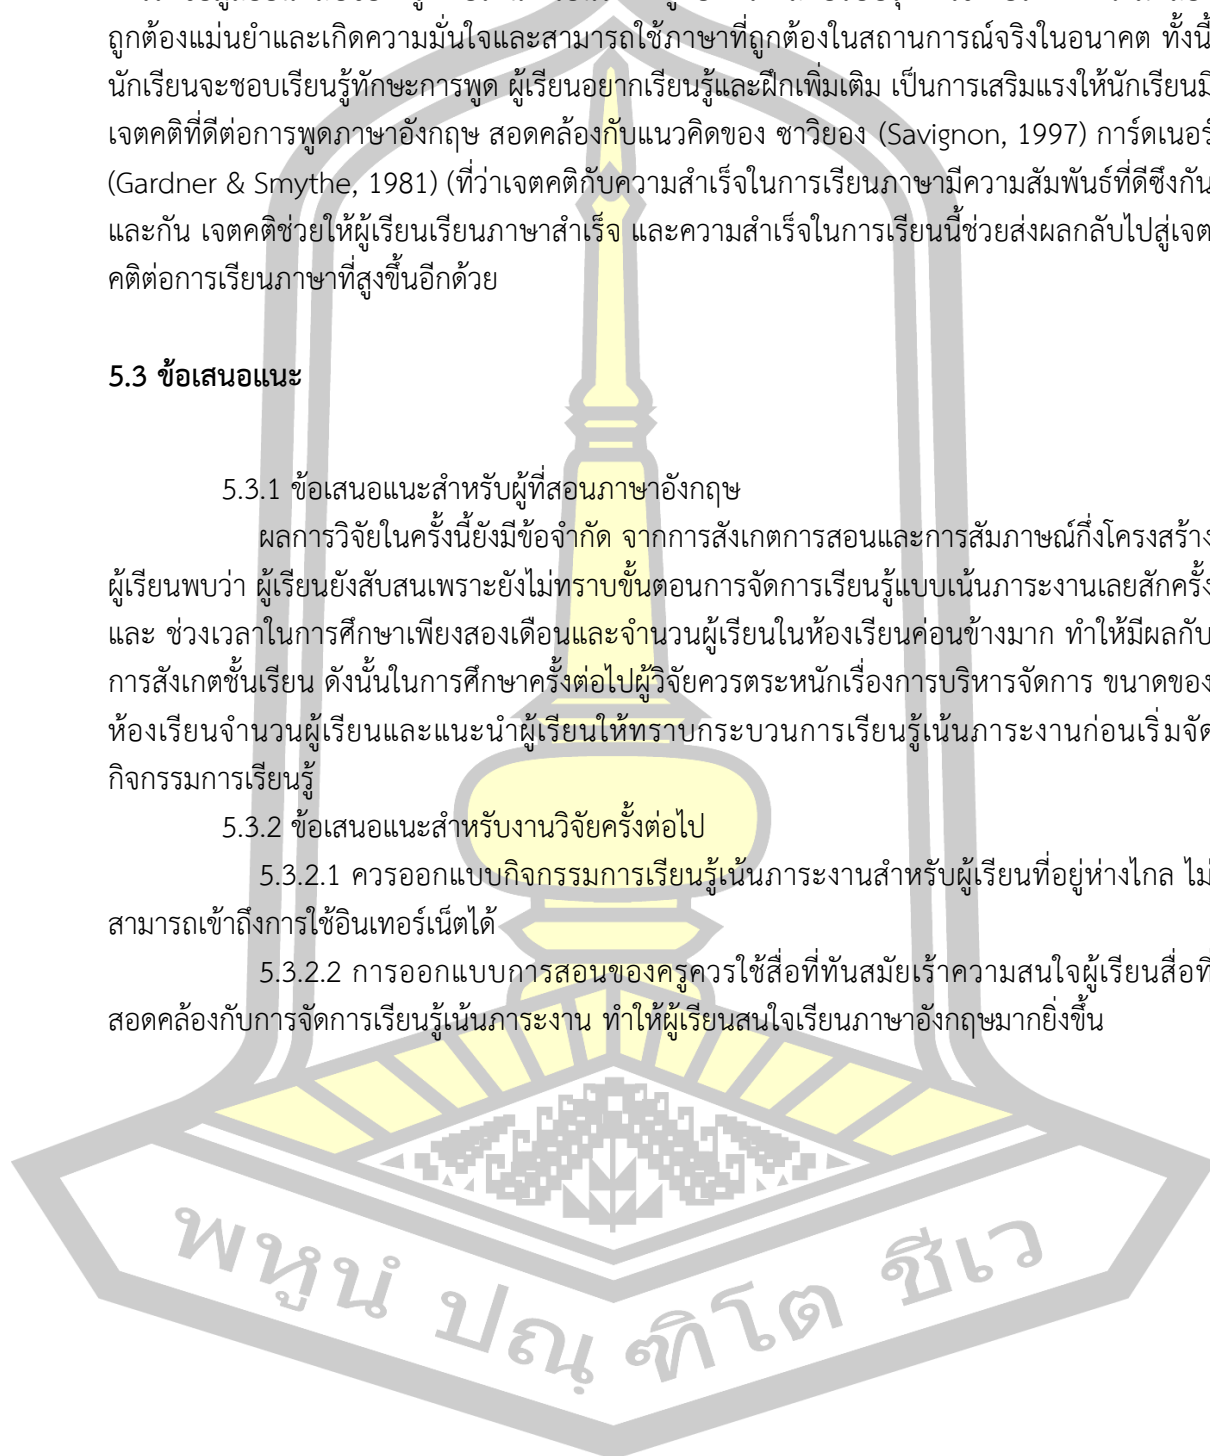 ถูกต้องแม่นยำและเกิดความมั่นใจและสามารถใช้ภาษาที่ถูกต้องในสถานการณ์จริงในอนาคต ทั้งนี้
นักเรียนจะชอบเรียนรู้ทักษะการพูด ผู้เรียนอยากเรียนรู้และฝึกเพิ่มเติม เป็นการเสริมแรงให้นักเรียนมี
เจตคติที่ดีต่อการพูดภาษาอังกฤษ สอดคล้องกับแนวคิดของ ซาวิยอง (Savignon, 1997) การ์ดเนอร์
(Gardner & Smythe, 1981) (ที่ว่าเจตคติกับความสำเร็จในการเรียนภาษามีความสัมพันธ์ที่ดีซึ่งกัน
และกัน เจตคติช่วยให้ผู้เรียนเรียนภาษาสำเร็จ และความสำเร็จในการเรียนนี้ช่วยส่งผลกลับไปสู่เจต
คติต่อการเรียนภาษาที่สูงขึ้นอีกด้วย
5.3 ข้อเสนอแนะ
5.3.1 ข้อเสนอแนะสำหรับผู้ที่สอนภาษาอังกฤษ
ผลการวิจัยในครั้งนี้ยังมีข้อจำกัด จากการสังเกตการสอนและการสัมภาษณ์กึ่งโครงสร้าง
ผู้เรียนพบว่า ผู้เรียนยังสับสนเพราะยังไม่ทราบขั้นตอนการจัดการเรียนรู้แบบเน้นภาระงานเลยสักครั้ง
และ ช่วงเวลาในการศึกษาเพียงสองเดือนและจำนวนผู้เรียนในห้องเรียนค่อนข้างมาก ทำให้มีผลกับ
การสังเกตชั้นเรียน ดังนั้นในการศึกษาครั้งต่อไปผู้วิจัยควรตระหนักเรื่องการบริหารจัดการ ขนาดของ
ห้องเรียนจำนวนผู้เรียนและแนะนำผู้เรียนให้ทราบกระบวนการเรียนรู้เน้นภาระงานก่อนเริ่มจัด
กิจกรรมการเรียนรู้
5.3.2 ข้อเสนอแนะสำหรับงานวิจัยครั้งต่อไป
5.3.2.1 ควรออกแบบกิจกรรมการเรียนรู้เน้นภาระงานสำหรับผู้เรียนที่อยู่ห่างไกล ไม่
สามารถเข้าถึงการใช้อินเทอร์เน็ตได้
5.3.2.2 การออกแบบการสอนของครูควรใช้สื่อที่ทันสมัยเร้าความสนใจผู้เรียนสื่อที่
สอดคล้องกับการจัดการเรียนรู้เน้นภาระงาน ทำให้ผู้เรียนสนใจเรียนภาษาอังกฤษมากยิ่งขึ้น
พหูนํ ปณฺฑิโต ชีเว